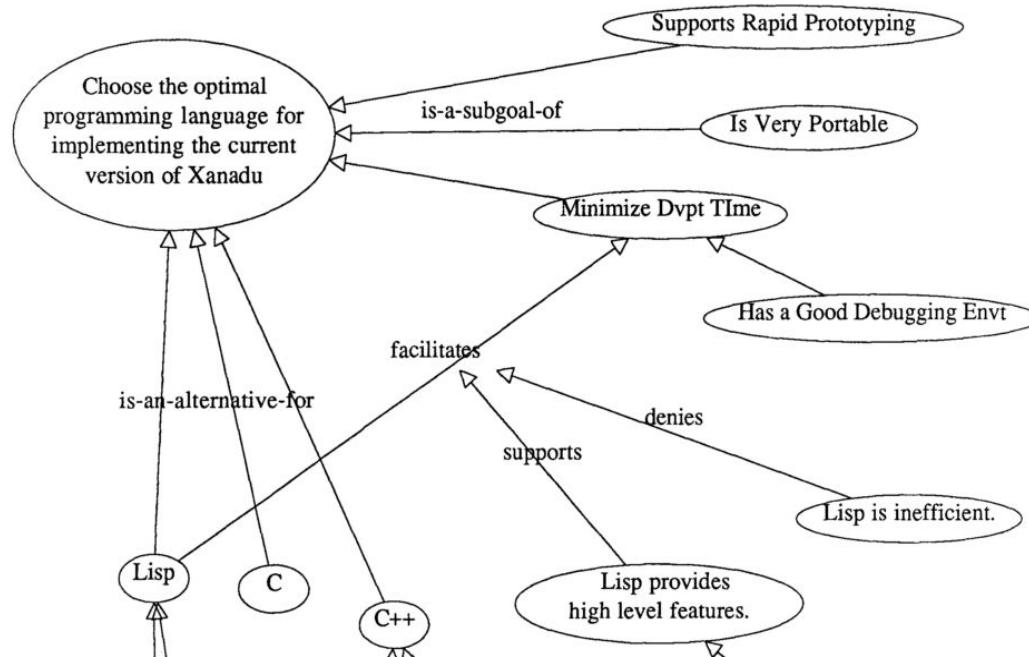 Supports Rapid Prototyping
Choose the optimal
programming language for
implementing the current
version of Xanadu
is-a-subgoal-of
Is Very Portable
Minimize Dvpt TIme
Has a Good Debugging Envt
facilitates
is-an-alternative-for
denies
supports
Lisp is inefficient.
Lisp
C
C++
Lisp provides
high level features.